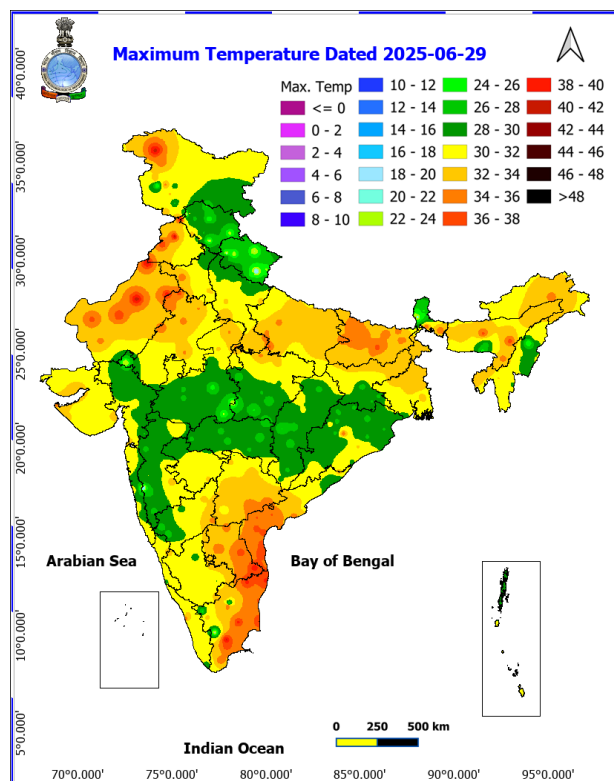 Maximum Temperature Dated 2025-06-29
Max. Temp
<= 0
0 - 2
2 - 4
4 - 6
6 - 8
8 - 10
10 - 12
12 - 14
14 - 16
16 - 18
18 - 20
20 - 22
22 - 24
24 - 26
26 - 28
28 - 30
30 - 32
32 - 34
34 - 36
36 - 38
38 - 40
40 - 42
42 - 44
44 - 46
46 - 48
>48
40°0.000'
35°0.000'
30°0.000'
25°0.000'
20°0.000'
15°0.000'
10°0.000'
5°0.000'
Arabian Sea
Bay of Bengal
Indian Ocean
0 250 500 km
70°0.000' 75°0.000' 80°0.000' 85°0.000' 90°0.000' 95°0.000'